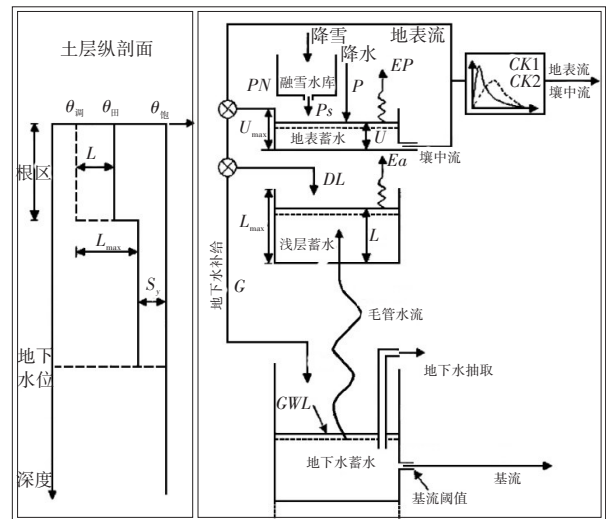 土层纵剖面
θ调 θ田 θ饱
根区
L
Lmax
Sy
地下
水位
深度
降雪
降水
地表流
PN
融雪水库
P
EP
CK1
CK2
地表流
壤中流
Ps
Umax
地表蓄水
U
壤中流
DL
Ea
Lmax
浅层蓄水
L
地下水补给
G
毛管水流
地下水抽取
GWL
地下水蓄水
基流
基流阈值